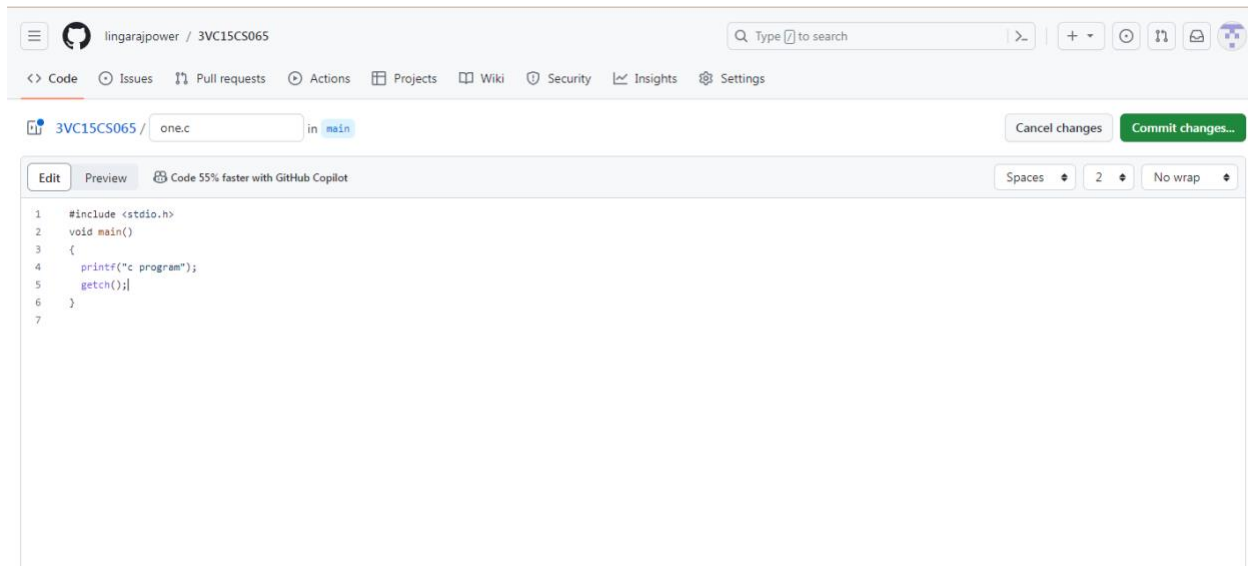 lingarajpower / 3VC15CS065
Type / to search
Code Issues Pull requests Actions Projects Wiki Security Insights Settings
3VC15CS065 / one.c in main
Cancel changes Commit changes...
Edit Preview Code 55% faster with GitHub Copilot
Spaces 2 No wrap
1 #include <stdio.h>
2 void main()
3 {
4 printf("c program");
5 getch();
6 }
7